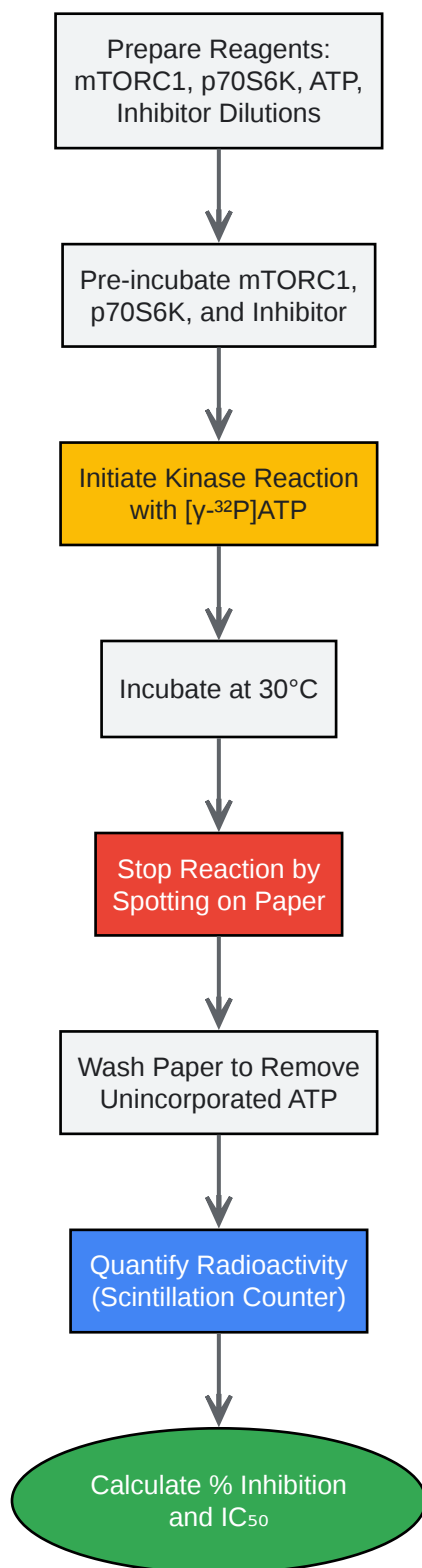 Prepare Reagents:
mTORC1, p70S6K, ATP,
Inhibitor Dilutions
Pre-incubate mTORC1,
p70S6K, and Inhibitor
Initiate Kinase Reaction
with [γ-³²P]ATP
Incubate at 30°C
Stop Reaction by
Spotting on Paper
Wash Paper to Remove
Unincorporated ATP
Quantify Radioactivity
(Scintillation Counter)
Calculate % Inhibition
and IC₅₀